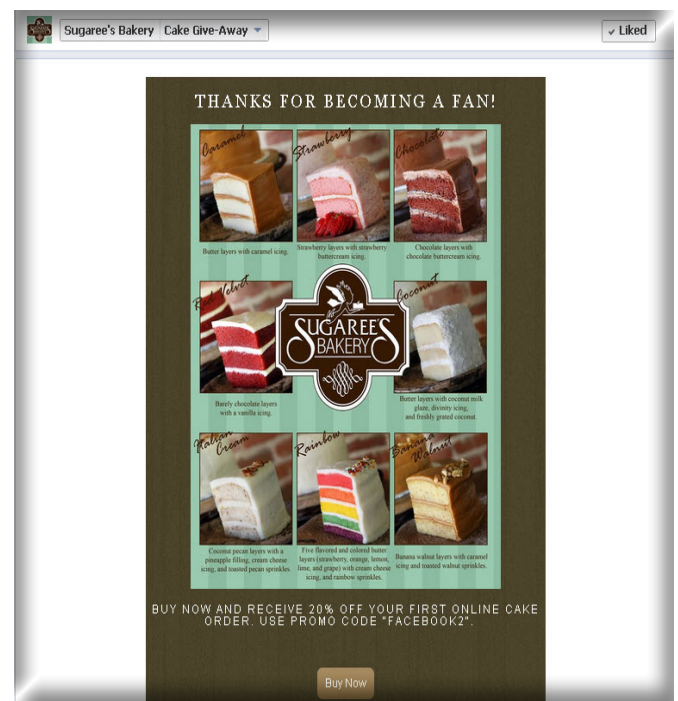 Sugaree's Bakery Cake Give-Away
✓ Liked
THANKS FOR BECOMING A FAN!
Caramel
Strawberry
Chocolate
Butter layers with caramel icing.
Strawberry layers with strawberry
buttercream icing.
Chocolate layers with
chocolate buttercream icing.
Red Velvet
Coconut
SUGAREE'S
BAKERY
Barely chocolate layers
with a vanilla icing.
Butter layers with coconut milk
glaze, divinity icing,
and freshly grated coconut.
Italian
Cream
Rainbow
Banana
Walnut
Coconut pecan layers with a
pineapple filling, cream cheese
icing, and toasted pecan sprinkles.
Five flavored and colored butter
layers (strawberry, orange, lemon,
lime, and grape) with cream cheese
icing, and rainbow sprinkles.
Banana walnut layers with caramel
icing and toasted walnut sprinkles.
BUY NOW AND RECEIVE 20% OFF YOUR FIRST ONLINE CAKE
ORDER. USE PROMO CODE "FACEBOOK2".
Buy Now